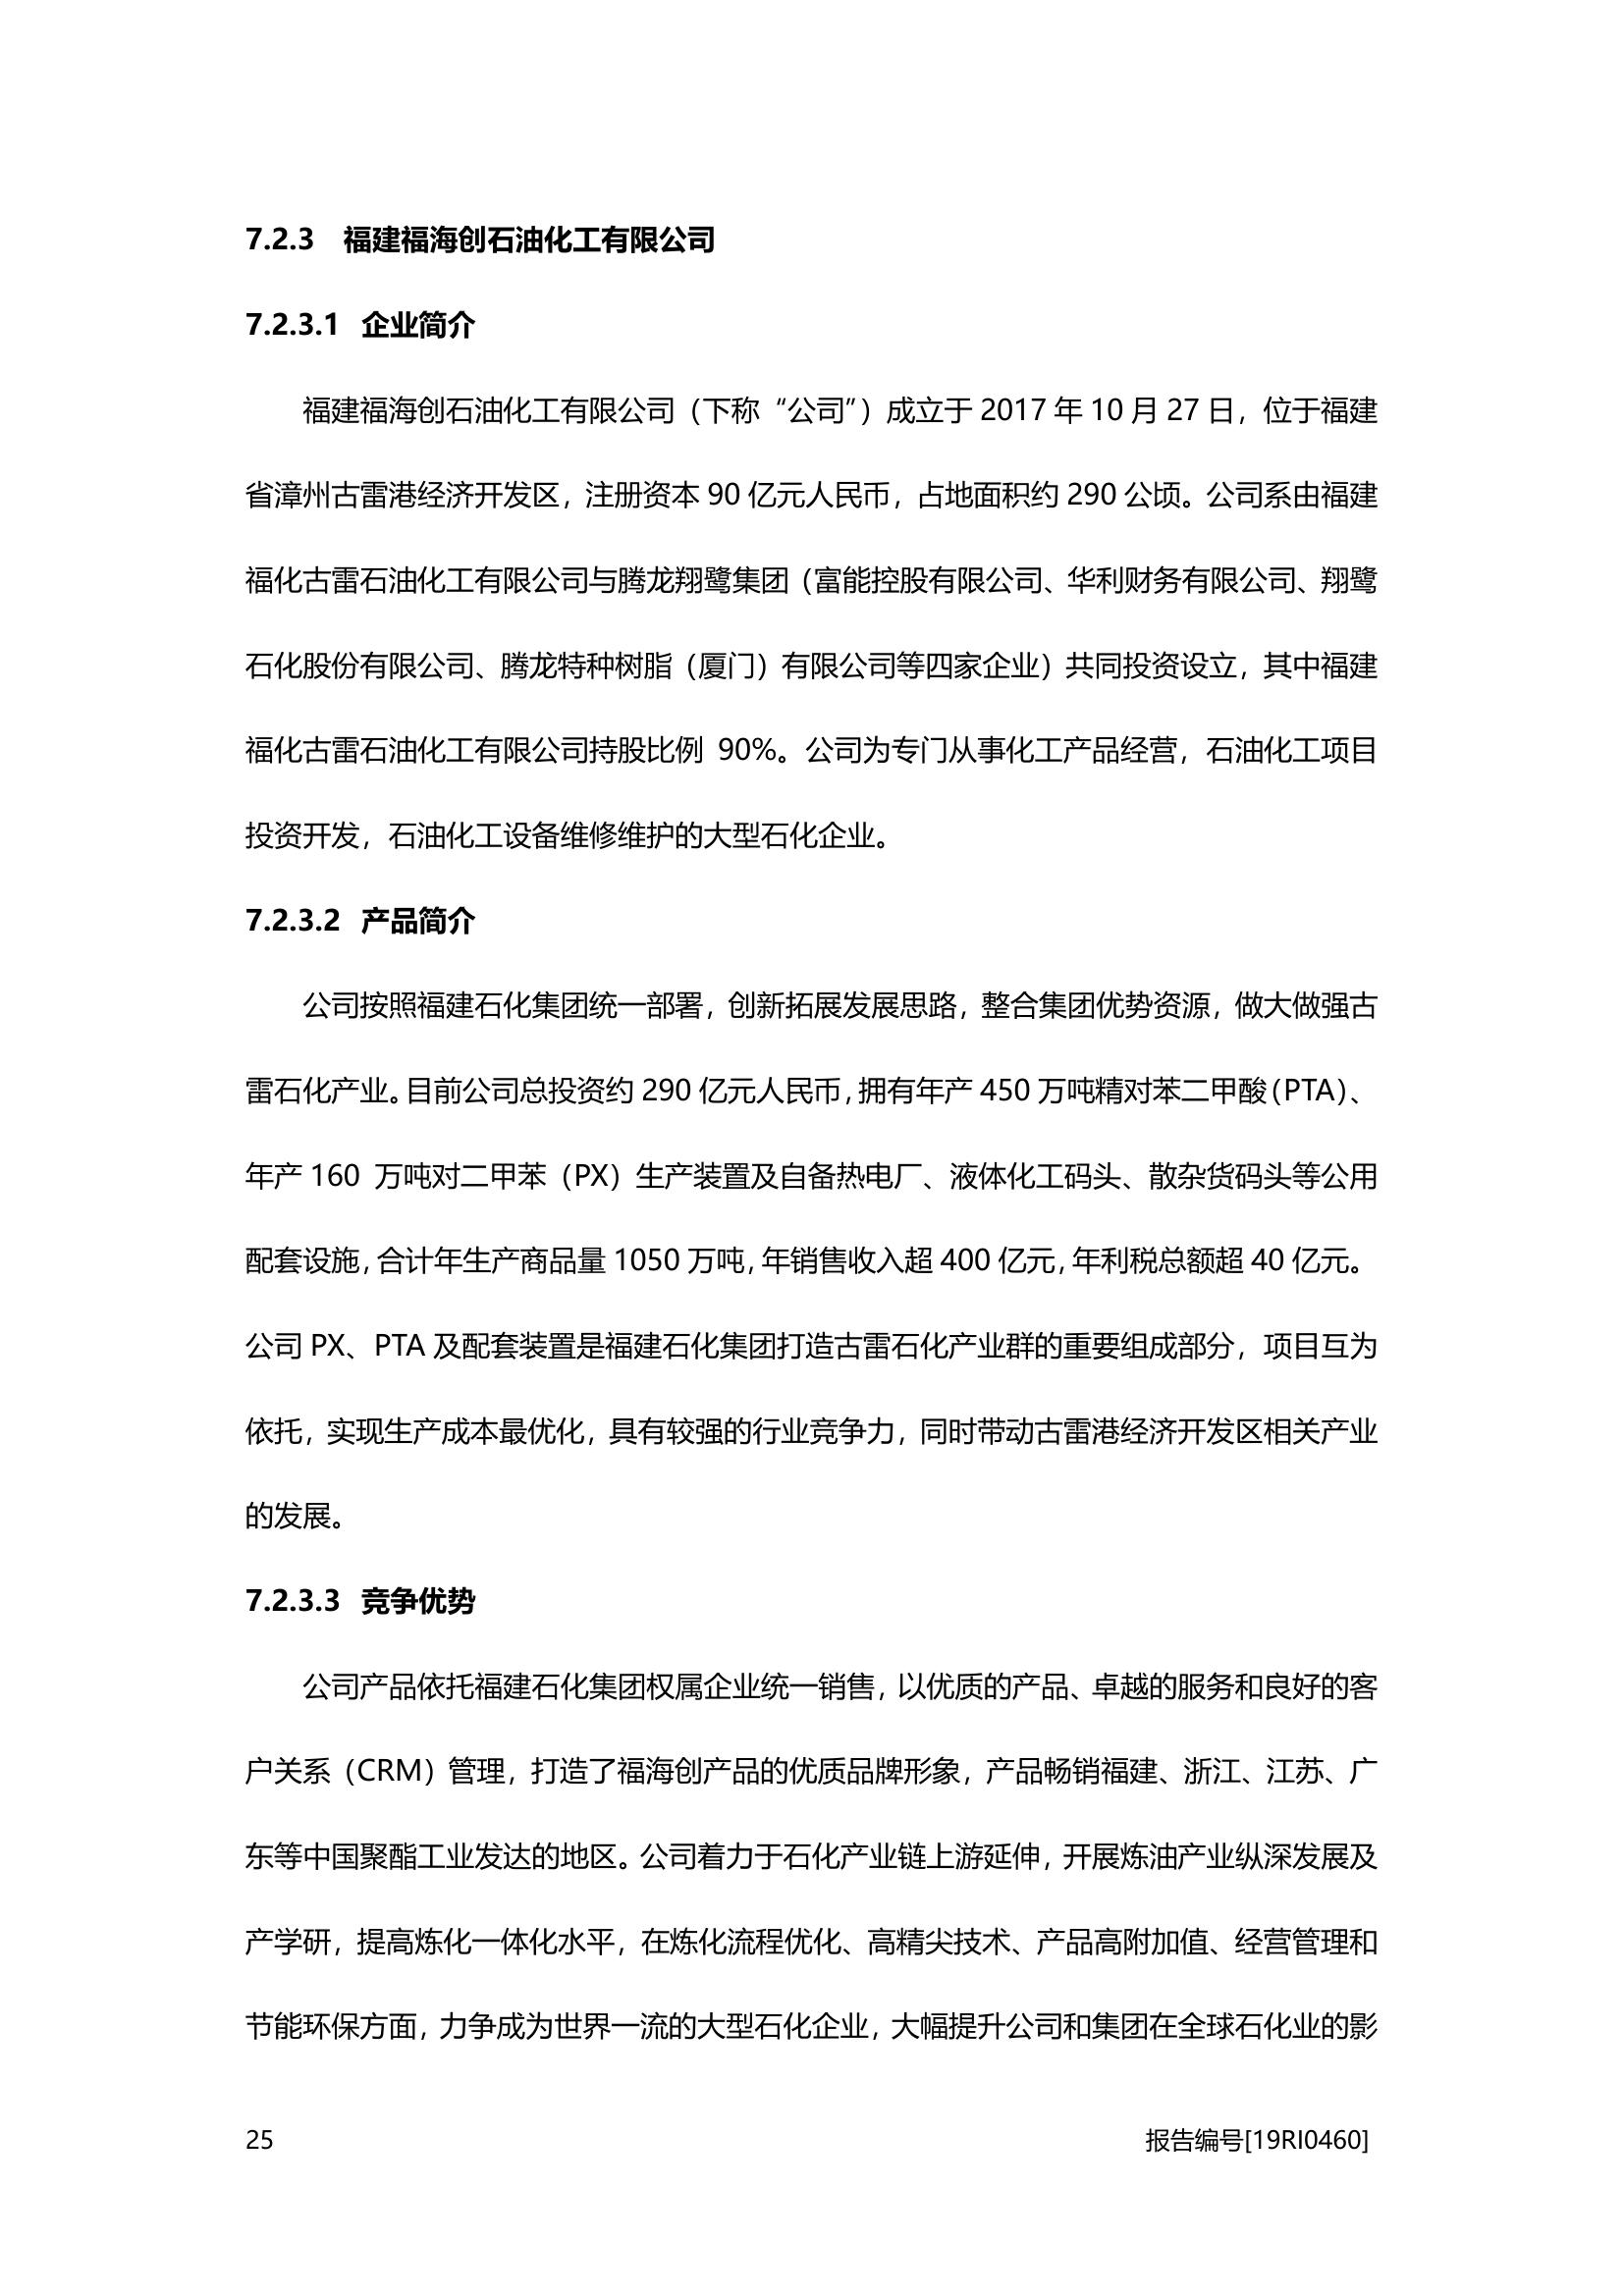 7.2.3 福建福海创石油化工有限公司
7.2.3.1 企业简介
福建福海创石油化工有限公司（下称“公司”）成立于 2017 年 10 月 27 日，位于福建
省漳州古雷港经济开发区，注册资本 90 亿元人民币，占地面积约 290 公顷。公司系由福建
福化古雷石油化工有限公司与腾龙翔鹭集团（富能控股有限公司、华利财务有限公司、翔鹭
石化股份有限公司、腾龙特种树脂（厦门）有限公司等四家企业）共同投资设立，其中福建
福化古雷石油化工有限公司持股比例 90%。公司为专门从事化工产品经营，石油化工项目
投资开发，石油化工设备维修维护的大型石化企业。
7.2.3.2 产品简介
公司按照福建石化集团统一部署，创新拓展发展思路，整合集团优势资源，做大做强古
雷石化产业。目前公司总投资约 290 亿元人民币，拥有年产 450 万吨精对苯二甲酸（PTA）、
年产 160 万吨对二甲苯（PX）生产装置及自备热电厂、液体化工码头、散杂货码头等公用
配套设施，合计年生产商品量 1050 万吨，年销售收入超 400 亿元，年利税总额超 40 亿元。
公司 PX、PTA 及配套装置是福建石化集团打造古雷石化产业群的重要组成部分，项目互为
依托，实现生产成本最优化，具有较强的行业竞争力，同时带动古雷港经济开发区相关产业
的发展。
7.2.3.3 竞争优势
公司产品依托福建石化集团权属企业统一销售，以优质的产品、卓越的服务和良好的客
户关系（CRM）管理，打造了福海创产品的优质品牌形象，产品畅销福建、浙江、江苏、广
东等中国聚酯工业发达的地区。公司着力于石化产业链上游延伸，开展炼油产业纵深发展及
产学研，提高炼化一体化水平，在炼化流程优化、高精尖技术、产品高附加值、经营管理和
节能环保方面，力争成为世界一流的大型石化企业，大幅提升公司和集团在全球石化业的影
25 报告编号[19RI0460]